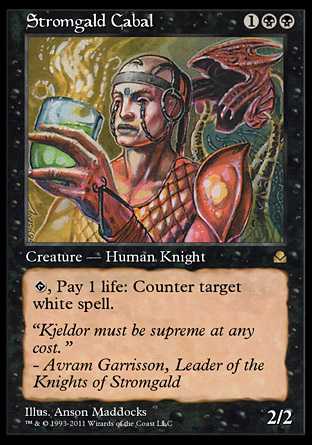 Stromgald Cabal 1
Creature — Human Knight
, Pay 1 life: Counter target
white spell.
“Kjeldor must be supreme at any
cost.”
- Avram Garrisson, Leader of the
Knights of Stromgald
Illus. Anson Maddocks
™ & © 1993-2011 Wizards of the Coast LLC
2/2